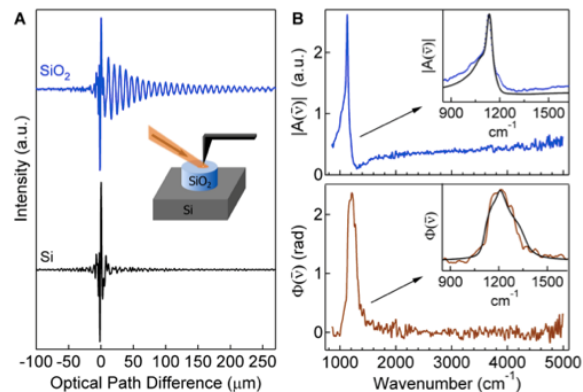 A
SiO2
Intensity (a.u.)
SiO2
Si
Si
-100 -50 0 50 100 150 200 250
Optical Path Difference (μm)
B
|A(ν̃)| (a.u.)
2
1
0
|A(ν̃)|
900 1200 1500
cm-1
Φ(ν̃) (rad)
2
1
0
Φ(ν̃)
900 1200 1500
cm-1
1000 2000 3000 4000 5000
Wavenumber (cm-1)